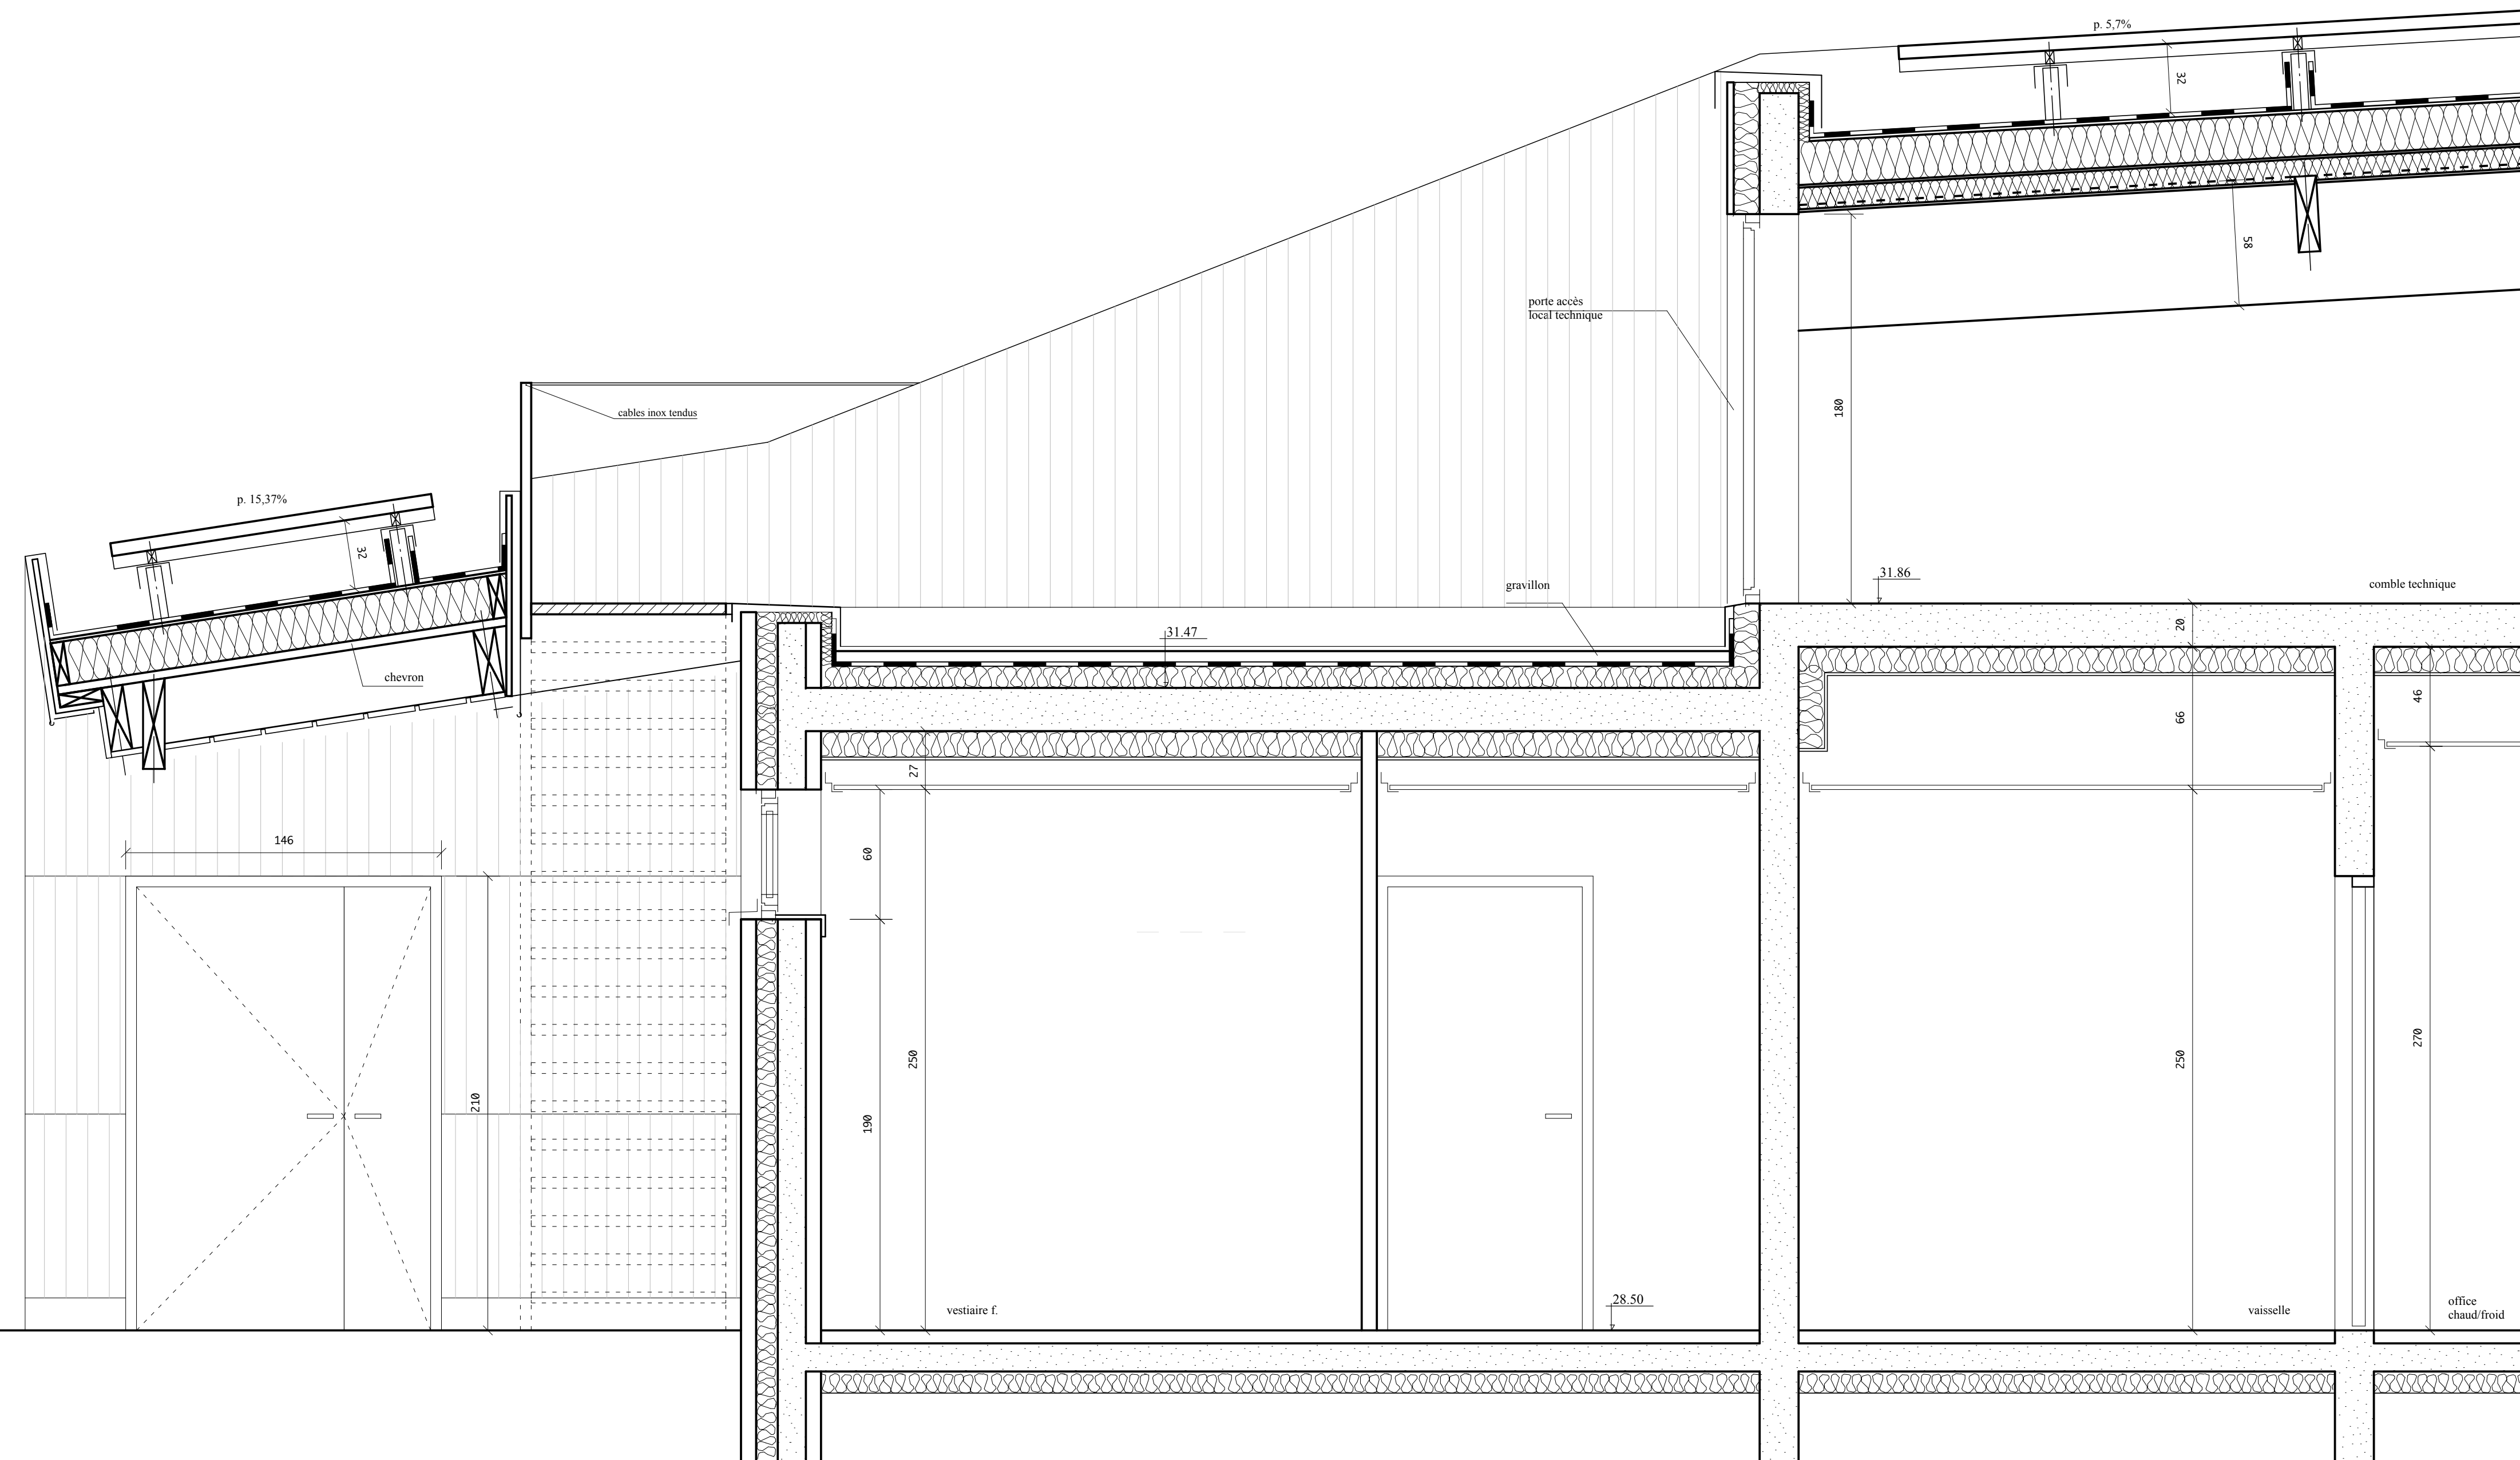 p. 5,7%
32
58
porte accès
local technique
180
cables inox tendus
p. 15,37%
32
chevron
gravillon
31.47
31.86
comble technique
20
66
46
27
146
60
210
250
190
250
270
vestiaire f.
28.50
vaisselle
office
chaud/froid